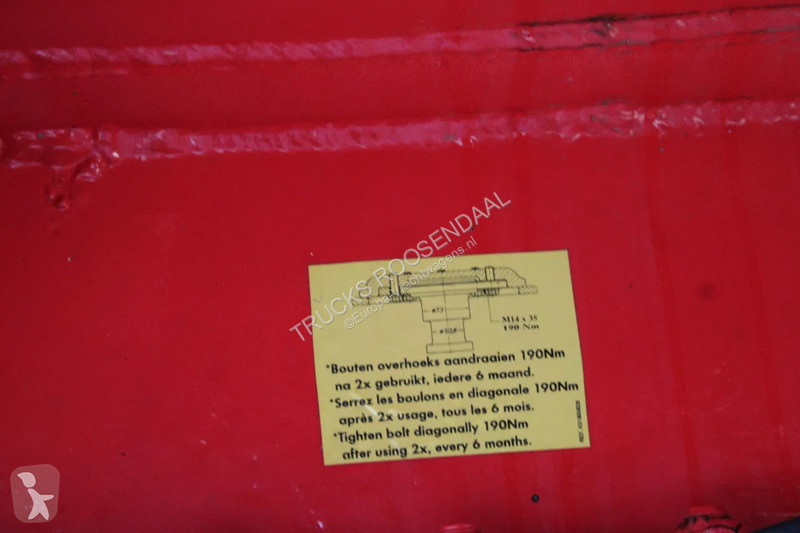 TRUCKS ROOSENDAAL
M14 x 35
190 Nm
*Bouten overhoeks aandraaien 190Nm
na 2x gebruikt, iedere 6 maand.
*Serrez les boulons en diagonale 190Nm
après 2x usage, tous les 6 mois.
*Tighten bolt diagonally 190Nm
after using 2x, every 6 months.